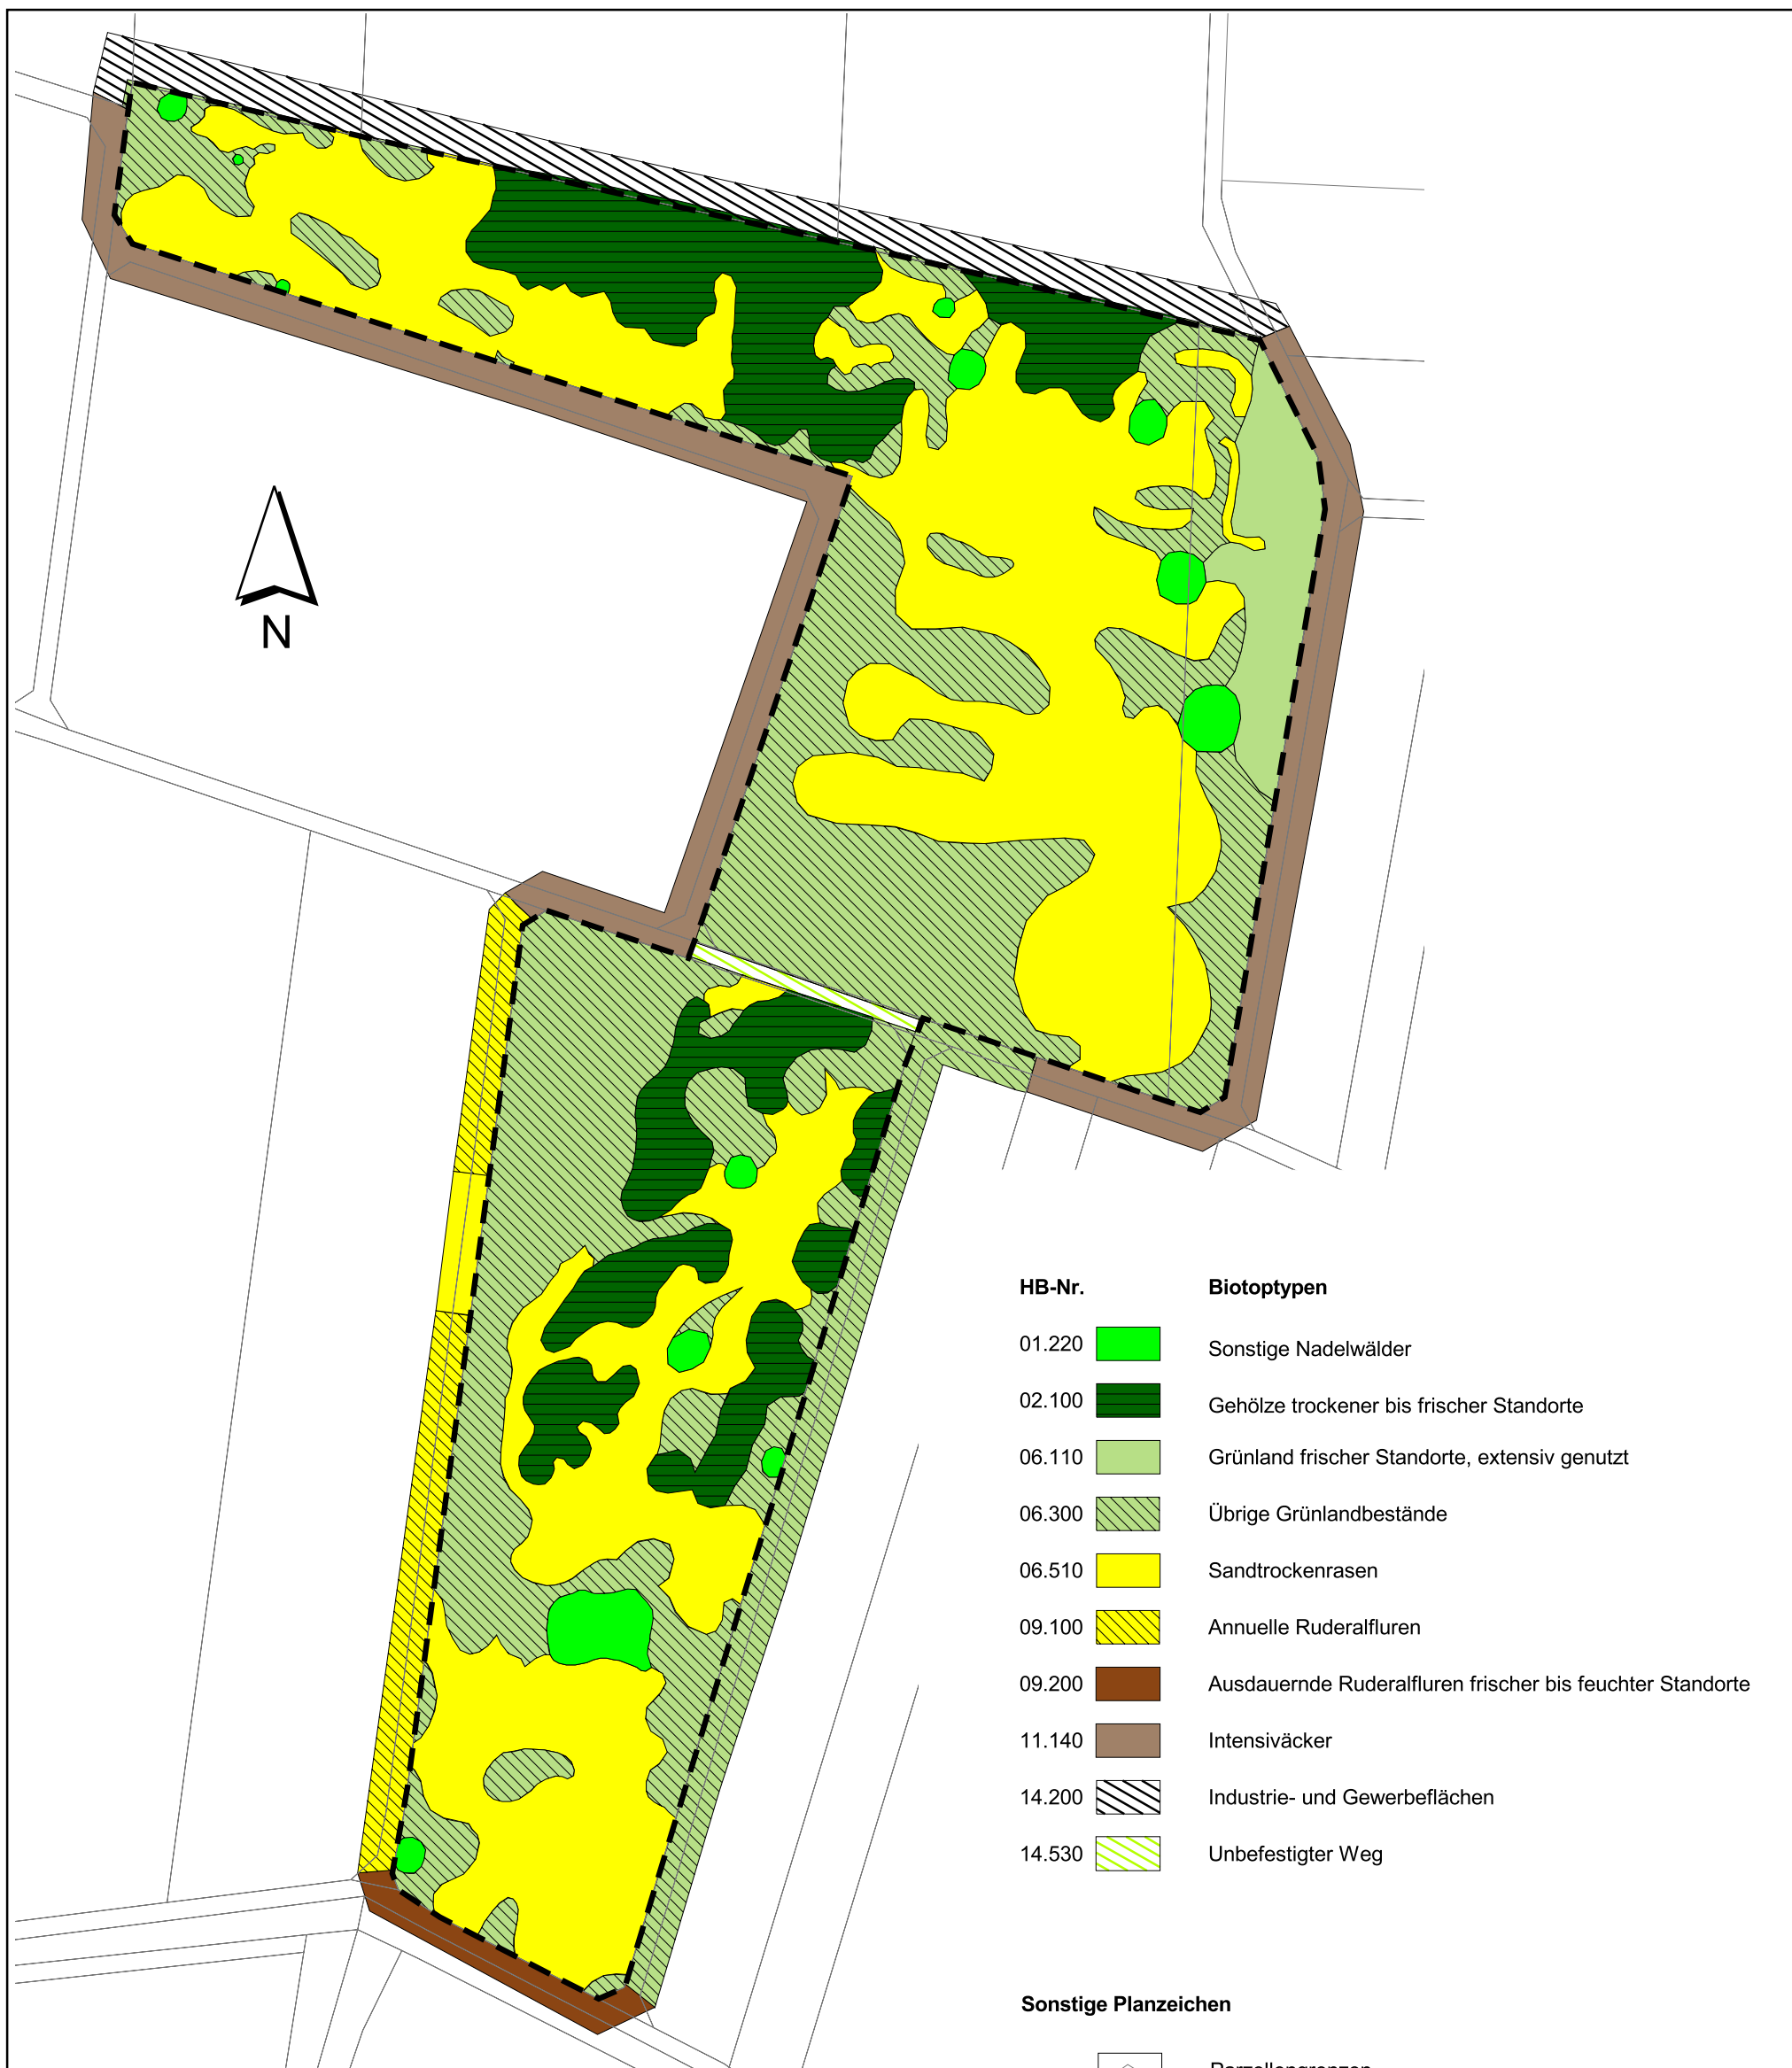 N
HB-Nr. Biotoptypen
01.220 Sonstige Nadelwälder
02.100 Gehölze trockener bis frischer Standorte
06.110 Grünland frischer Standorte, extensiv genutzt
06.300 Übrige Grünlandbestände
06.510 Sandtrockenrasen
09.100 Annuelle Ruderalfluren
09.200 Ausdauernde Ruderalfluren frischer bis feuchter Standorte
11.140 Intensiväcker
14.200 Industrie- und Gewerbeflächen
14.530 Unbefestigter Weg
Sonstige Planzeichen
Parzellengrenzen